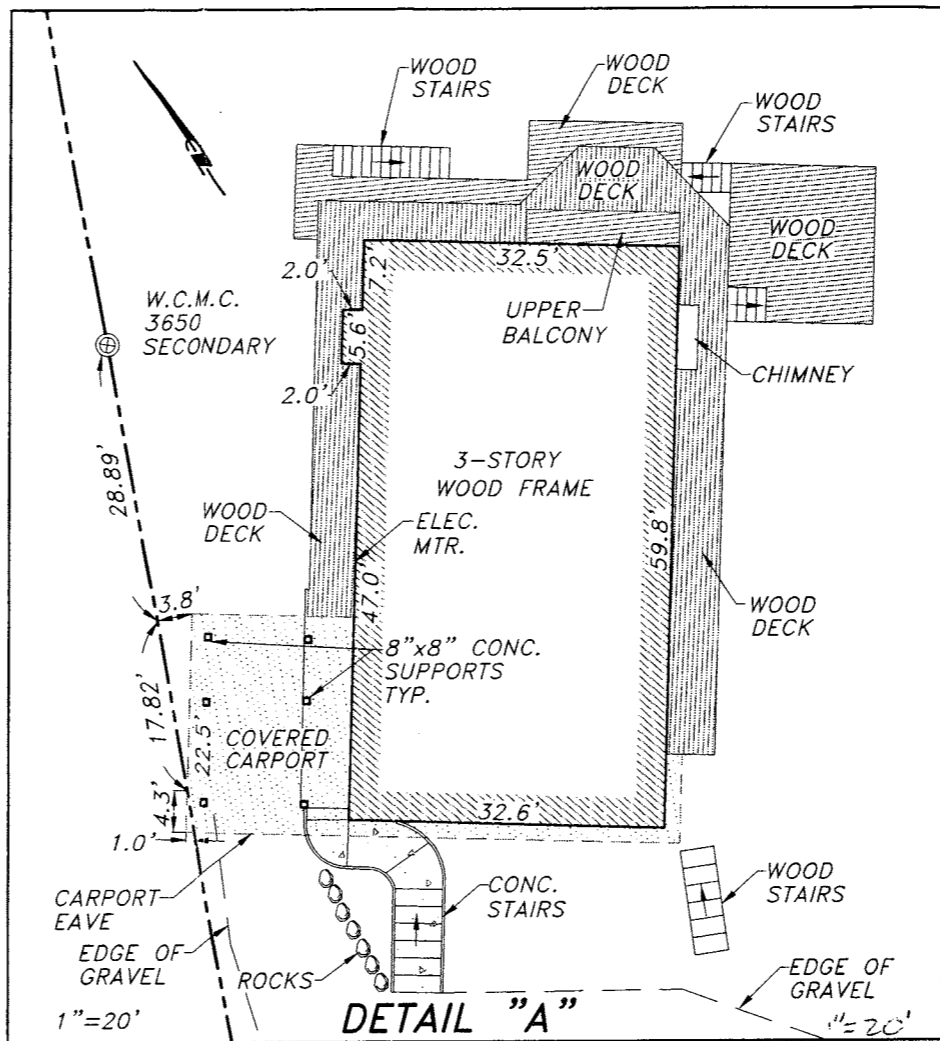 WOOD
STAIRS
WOOD
DECK
WOOD
STAIRS
WOOD
DECK
WOOD
DECK
2.0'
7.2'
32.5'
W.C.M.C.
3650
SECONDARY
5.6'
UPPER
BALCONY
CHIMNEY
2.0'
28.89'
3-STORY
WOOD FRAME
WOOD
DECK
ELEC.
MTR.
59.8'
47.0'
WOOD
DECK
3.8'
8"x8" CONC.
SUPPORTS
TYP.
17.82'
22.5'
COVERED
CARPORT
4.3'
32.6'
1.0'
CARPORT
EAVE
CONC.
STAIRS
WOOD
STAIRS
EDGE OF
GRAVEL
ROCKS
EDGE OF
GRAVEL
1"=20'
DETAIL "A"
1"=20'